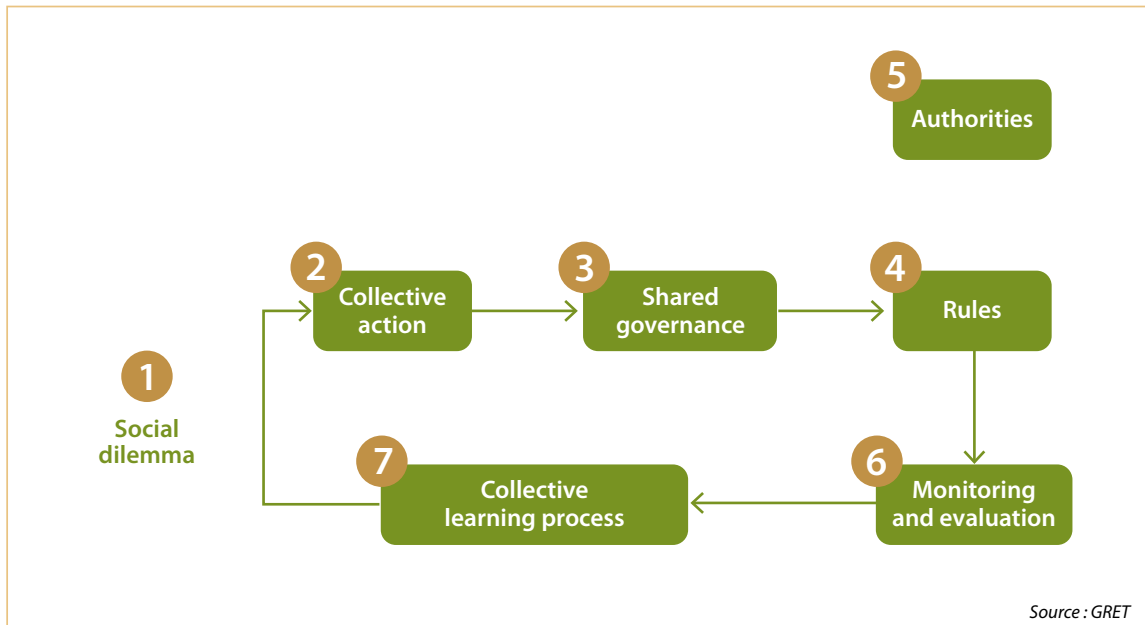 5
Authorities
2
Collective
action
3
Shared
governance
4
Rules
1
Social
dilemma
7
Collective
learning process
6
Monitoring
and evaluation
Source : GRET